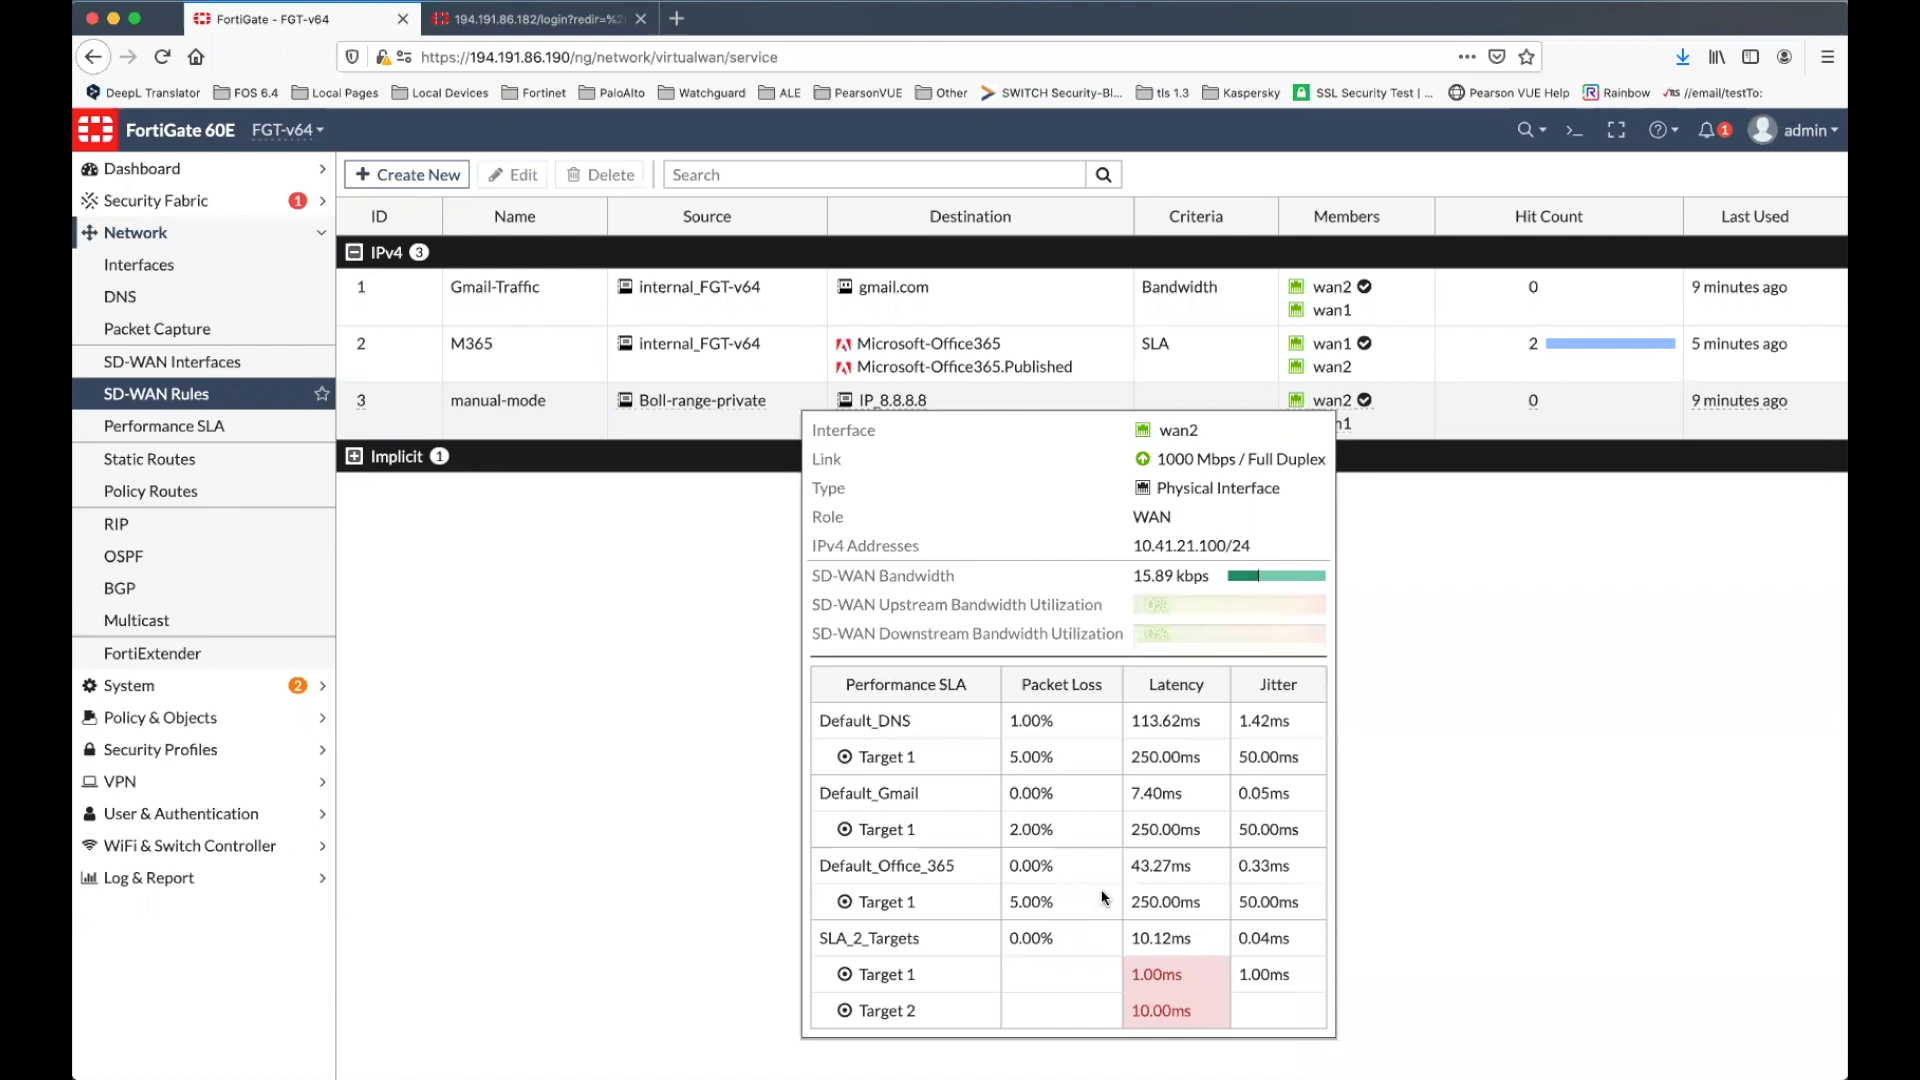 FortiGate - FGT-v64
194.191.86.182/login?redir=%2
https://194.191.86.190/ng/network/virtualwan/service
DeepL Translator FOS 6.4 Local Pages Local Devices Fortinet PaloAlto Watchguard ALE PearsonVUE Other SWITCH Security-Bl... tls 1.3 Kaspersky SSL Security Test | ... Pearson VUE Help Rainbow //email/testTo:
FortiGate 60E FGT-v64 1 admin
Dashboard
Security Fabric 1
Network
Interfaces
DNS
Packet Capture
SD-WAN Interfaces
SD-WAN Rules
Performance SLA
Static Routes
Policy Routes
RIP
OSPF
BGP
Multicast
FortiExtender
System 2
Policy & Objects
Security Profiles
VPN
User & Authentication
WiFi & Switch Controller
Log & Report
Create New Edit Delete Search
ID Name Source Destination Criteria Members Hit Count Last Used
IPv4 3
1 Gmail-Traffic internal_FGT-v64 gmail.com Bandwidth wan2 0 9 minutes ago
wan1
2 M365 internal_FGT-v64 Microsoft-Office365 SLA wan1 2 5 minutes ago
Microsoft-Office365.Published wan2
3 manual-mode Boll-range-private IP_8.8.8.8 wan2 0 9 minutes ago
n1
Implicit 1
Interface wan2
Link 1000 Mbps / Full Duplex
Type Physical Interface
Role WAN
IPv4 Addresses 10.41.21.100/24
SD-WAN Bandwidth 15.89 kbps
SD-WAN Upstream Bandwidth Utilization 0%
SD-WAN Downstream Bandwidth Utilization 0%
Performance SLA Packet Loss Latency Jitter
Default_DNS 1.00% 113.62ms 1.42ms
Target 1 5.00% 250.00ms 50.00ms
Default_Gmail 0.00% 7.40ms 0.05ms
Target 1 2.00% 250.00ms 50.00ms
Default_Office_365 0.00% 43.27ms 0.33ms
Target 1 5.00% 250.00ms 50.00ms
SLA_2_Targets 0.00% 10.12ms 0.04ms
Target 1 1.00ms 1.00ms
Target 2 10.00ms